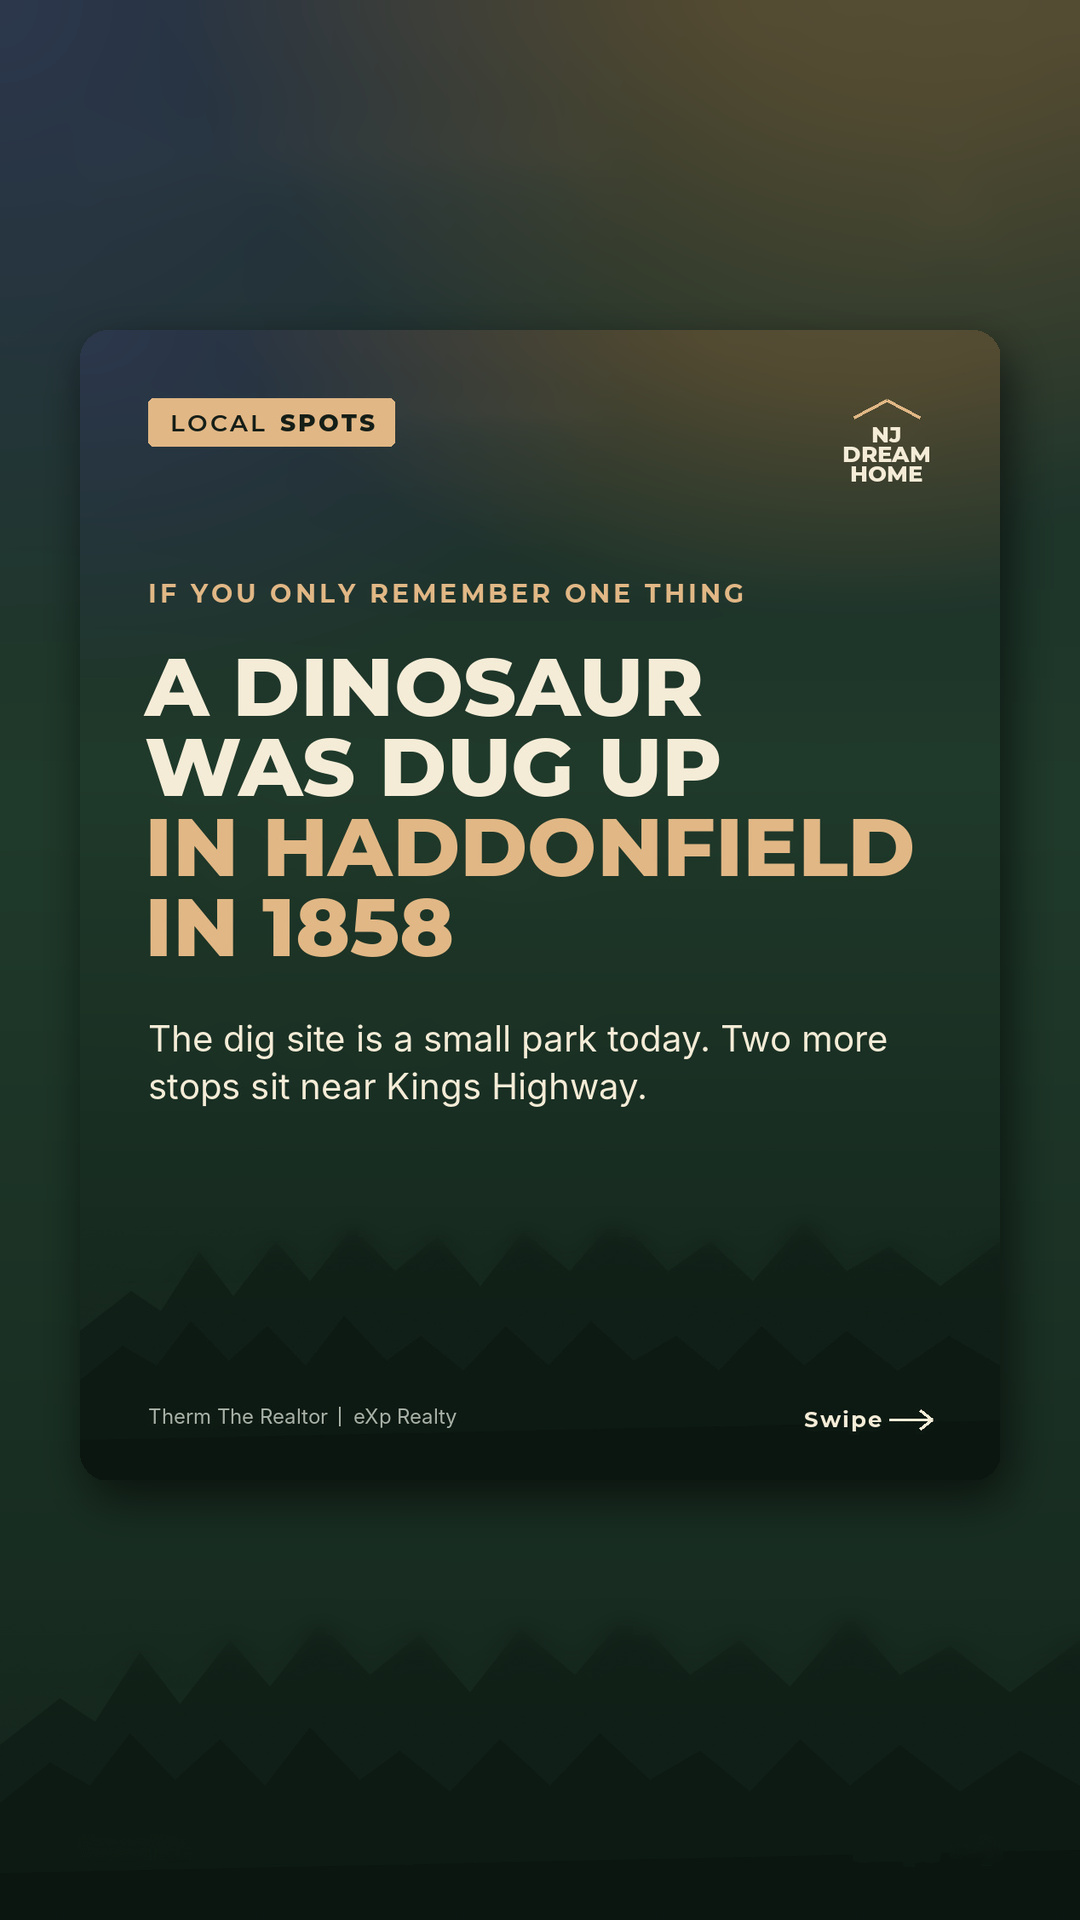 LOCAL SPOTS
NJ
DREAM
HOME
IF YOU ONLY REMEMBER ONE THING
A DINOSAUR
WAS DUG UP
IN HADDONFIELD
IN 1858
The dig site is a small park today. Two more
stops sit near Kings Highway.
Therm The Realtor | eXp Realty
Swipe